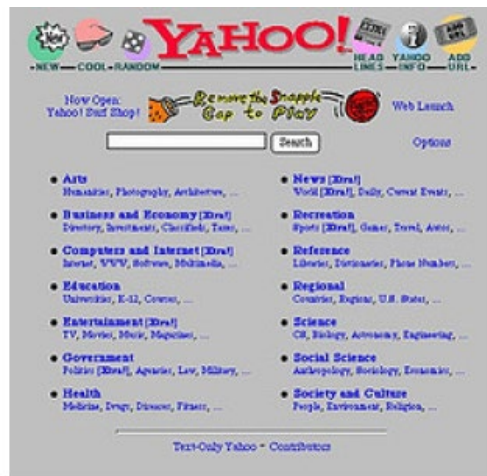 New
YAHOO!
ADD URL
NEW COOL RANDOM
HEAD LINES YAHOO INFO ADD URL
Now Open:
Yahoo! Surf Shop!
Remove the Snapple
Cap to Play
Web Launch
Search
Options
Arts
Humanities, Photography, Architecture, ...
Business and Economy [Xtra!]
Directory, Investments, Classifieds, Taxes, ...
Computers and Internet [Xtra!]
Internet, WWW, Software, Multimedia, ...
Education
Universities, K-12, Courses, ...
Entertainment [Xtra!]
TV, Movies, Music, Magazines, ...
Government
Politics [Xtra!], Agencies, Law, Military, ...
Health
Medicine, Drugs, Diseases, Fitness, ...
News [Xtra!]
World [Xtra!], Daily, Current Events, ...
Recreation
Sports [Xtra!], Games, Travel, Autos, ...
Reference
Libraries, Dictionaries, Phone Numbers, ...
Regional
Countries, Regions, U.S. States, ...
Science
CS, Biology, Astronomy, Engineering, ...
Social Science
Anthropology, Sociology, Economics, ...
Society and Culture
People, Environment, Religion, ...
Text-Only Yahoo - Contributors